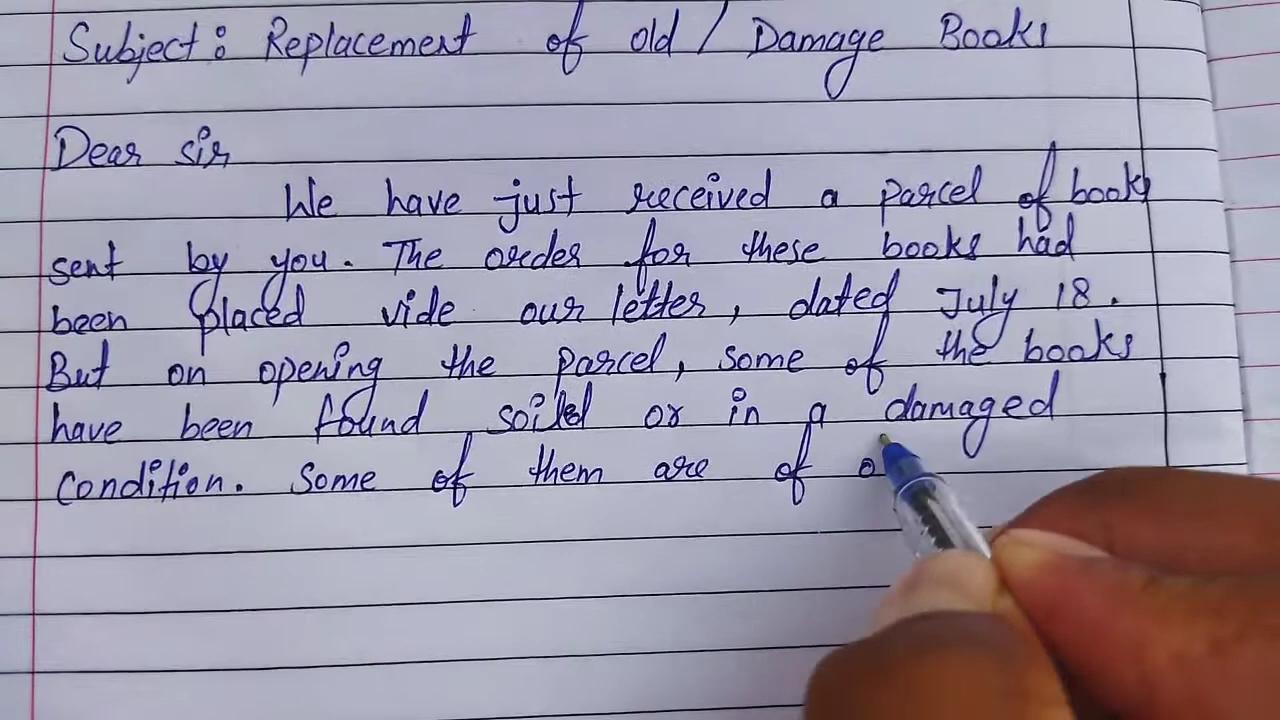 Subject: Replacement of old / Damage Books
Dear sir
We have just received a parcel of books
sent by you. The order for these books had
been placed vide our letter, dated July 18.
But on opening the parcel, some of the books
have been found soiled or in a damaged
condition. Some of them are of o